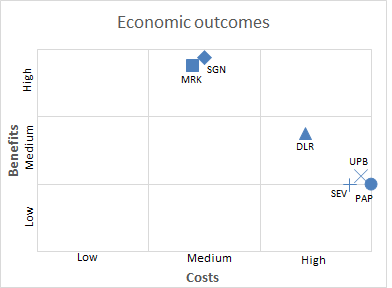 Economic outcomes
High
Medium
Low
Benefits
SGN
MRK
DLR
UPB
SEV
PAP
Low
Medium
High
Costs